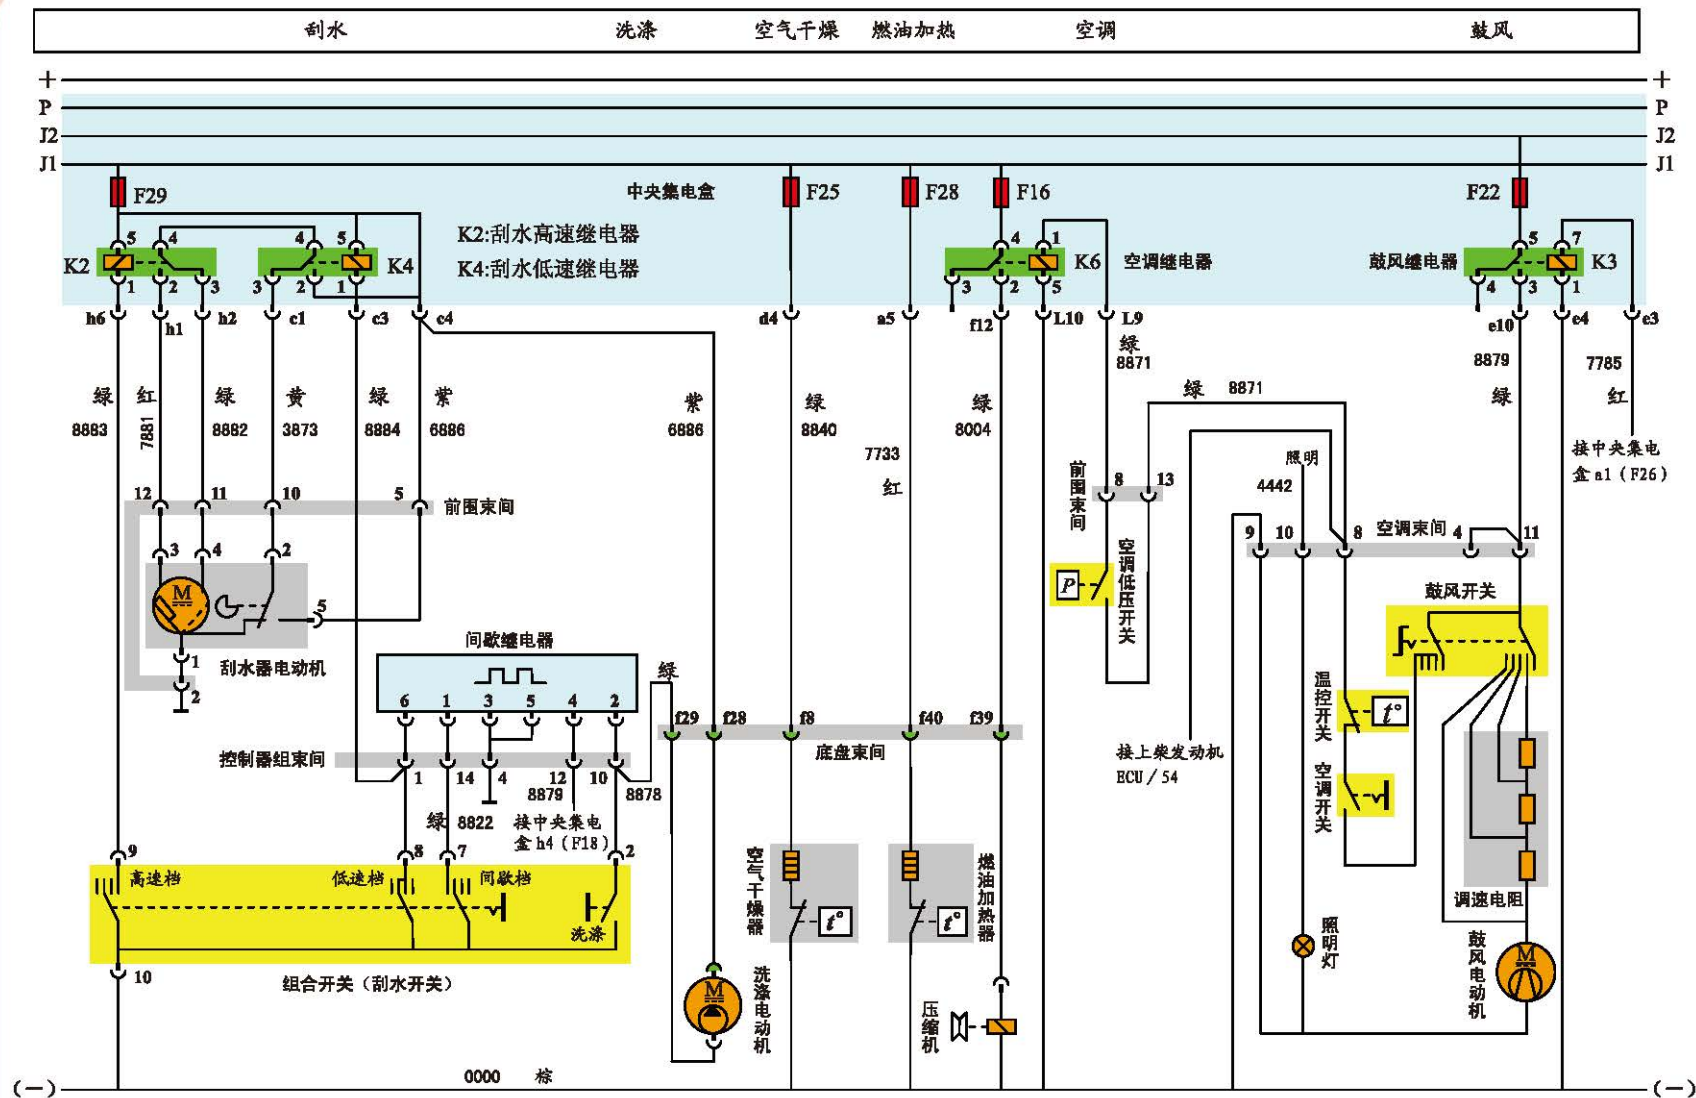 刮水 洗涤 空气干燥 燃油加热 空调 鼓风
+ +
P P
J2 J2
J1 J1
F29 中央集电盒 F25 F28 F16 F22
K2:刮水高速继电器
K4:刮水低速继电器
5 4 4 5 4 1 5 7
K2 K4 K6 空调继电器 鼓风继电器 K3
1 2 3 3 2 1 3 2 5 4 3 1
h6 h1 h2 c1 c3 c4 d4 a5 f12 L10 L9 e10 e4 e3
绿 8871
8879 7785
绿 8871
绿 红 绿 黄 绿 紫 紫 绿 绿 绿 红
8883 7881 8882 3873 8884 6886 6886 8840 8004
7733
红
接中央集电
盒 a1（F26）
照明
4442
前围束间
8 13
12 11 10 5 前围束间
9 10 8 空调束间 4 11
3 4 2
M
5
1
2
刮水器电动机
P
空调低压开关
鼓风开关
间歇继电器
6 1 3 5 4 2
绿
f29 f28 f8 f40 f39
底盘束间
控制器组束间
1 14 4 12 10
8879 8878
绿 8822 接中央集电
盒 h4（F18）
接上柴发动机
ECU / 54
温控开关
t°
空调开关
调速电阻
9 8 7 2
高速档 低速档 间歇档
洗涤
10
组合开关（刮水开关）
空气干燥器
t°
燃油加热器
t°
照明灯
鼓风电动机
M
洗涤电动机
M
压缩机
0000 棕
(－) (－)